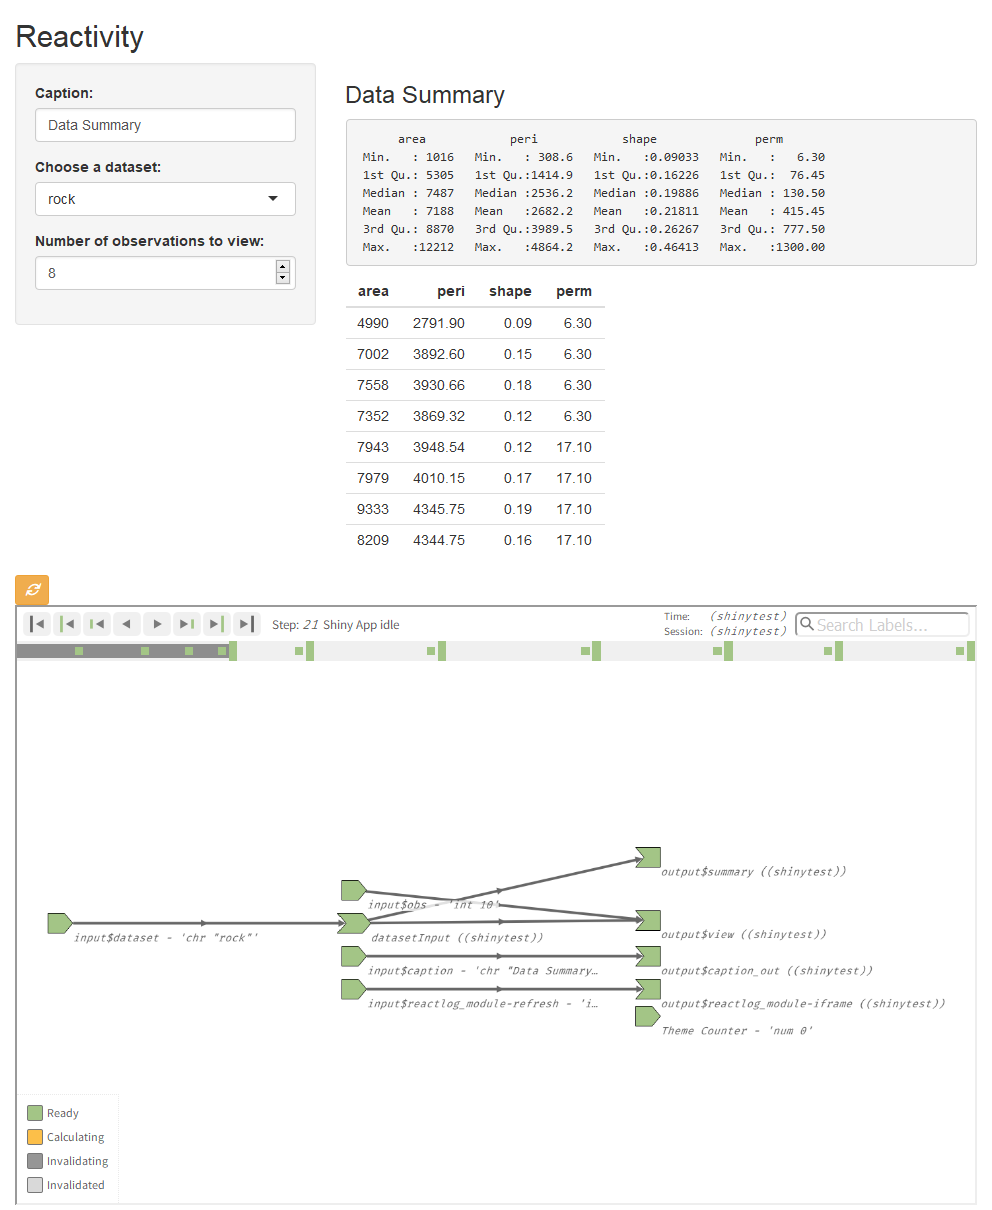 Reactivity
Caption:
Data Summary
Choose a dataset:
rock
Number of observations to view:
8
Data Summary
area peri shape perm
Min. : 1016 Min. : 308.6 Min. :0.09033 Min. : 6.30
1st Qu.: 5305 1st Qu.:1414.9 1st Qu.:0.16226 1st Qu.: 76.45
Median : 7487 Median :2536.2 Median :0.19886 Median : 130.50
Mean : 7188 Mean :2682.2 Mean :0.21811 Mean : 415.45
3rd Qu.: 8870 3rd Qu.:3989.5 3rd Qu.:0.26267 3rd Qu.: 777.50
Max. :12212 Max. :4864.2 Max. :0.46413 Max. :1300.00
area peri shape perm
4990 2791.90 0.09 6.30
7002 3892.60 0.15 6.30
7558 3930.66 0.18 6.30
7352 3869.32 0.12 6.30
7943 3948.54 0.12 17.10
7979 4010.15 0.17 17.10
9333 4345.75 0.19 17.10
8209 4344.75 0.16 17.10
Step: 21 Shiny App idle
Time: (shinytest)
Session: (shinytest)
Search Labels...
output$summary ((shinytest))
input$obs - 'int 10'
output$view ((shinytest))
input$dataset - 'chr "rock"'
datasetInput ((shinytest))
input$caption - 'chr "Data Summary…
output$caption_out ((shinytest))
input$reactlog_module-refresh - 'i…
output$reactlog_module-iframe ((shinytest))
Theme Counter - 'num 0'
Ready
Calculating
Invalidating
Invalidated